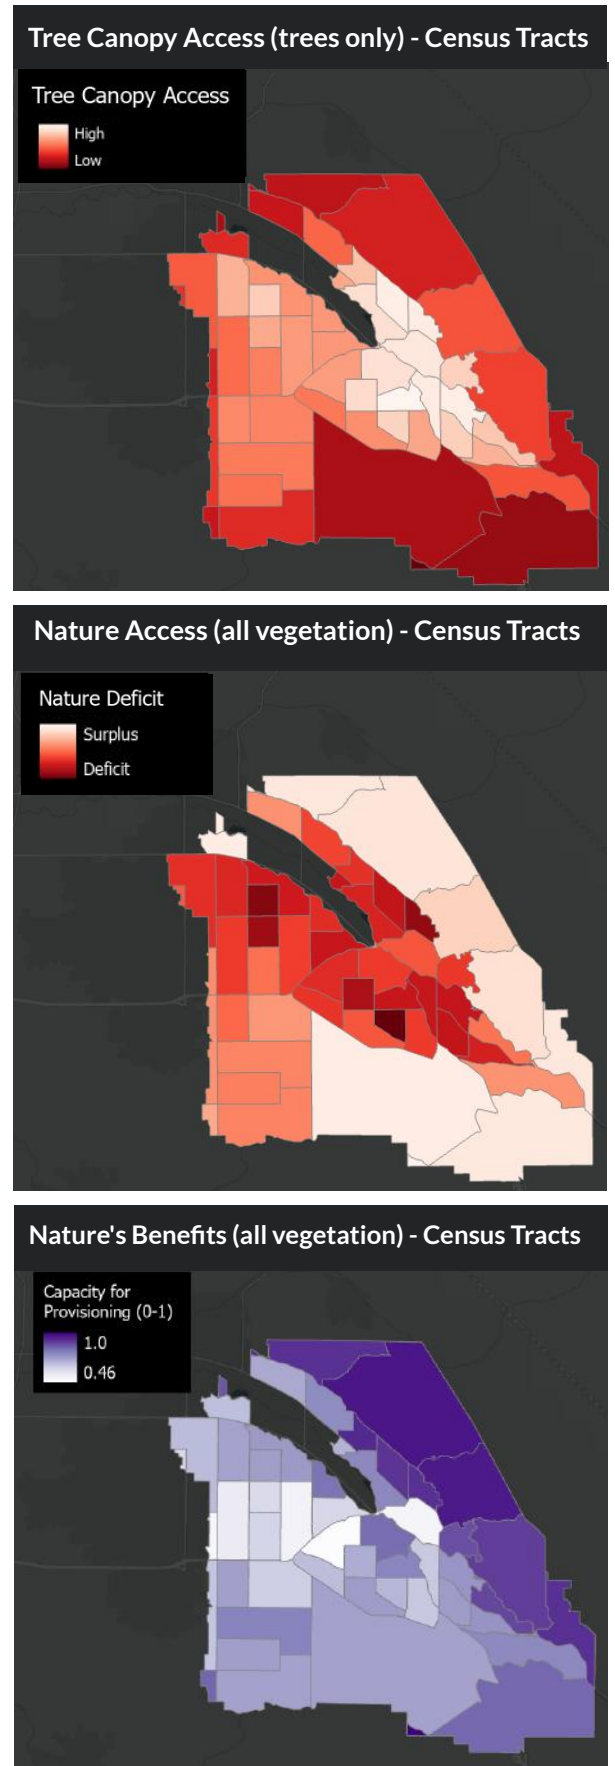 Tree Canopy Access (trees only) - Census Tracts
Tree Canopy Access
High
Low
Nature Access (all vegetation) - Census Tracts
Nature Deficit
Surplus
Deficit
Nature's Benefits (all vegetation) - Census Tracts
Capacity for
Provisioning (0-1)
1.0
0.46